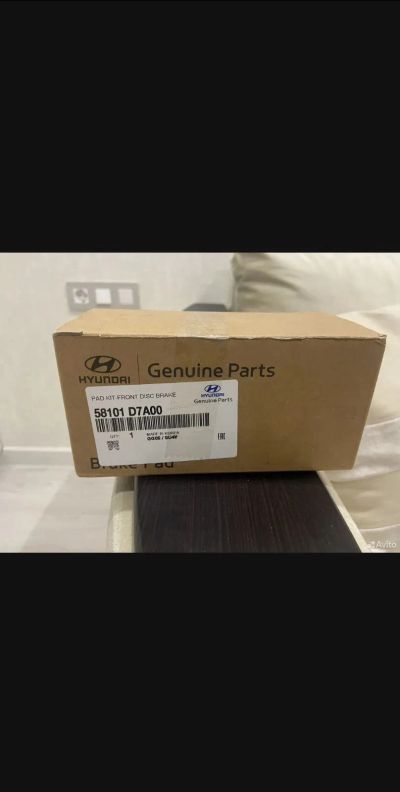 HYUNDAI
Genuine Parts
PAD KIT-FRONT DISC BRAKE
58101 D7A00
HYUNDAI
Genuine Parts
QTY: 1
MADE IN KOREA
EAC
Brake Pad
Avito